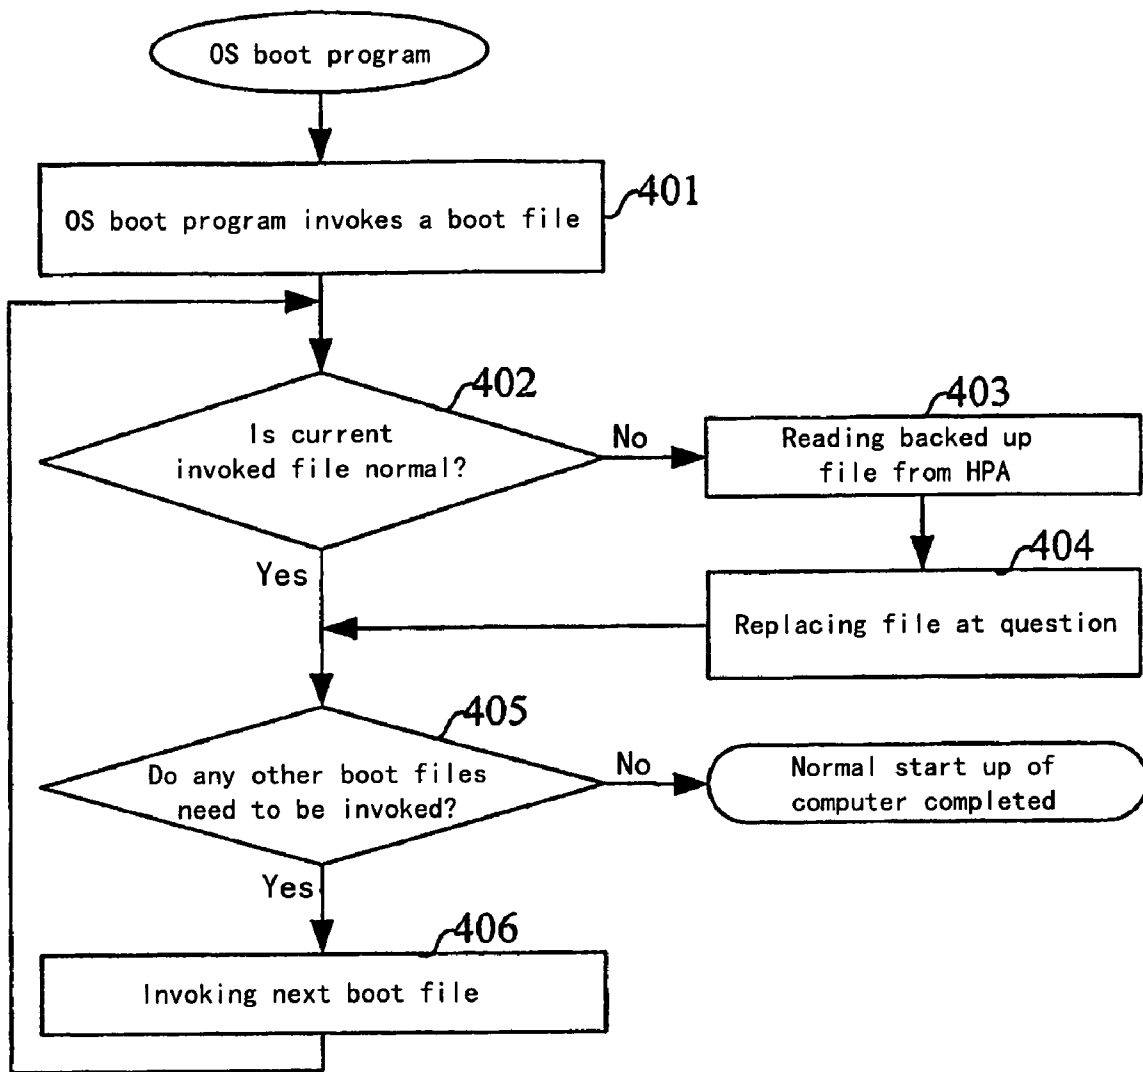 OS boot program
OS boot program invokes a boot file
401
402
Is current
invoked file normal?
No
403
Reading backed up
file from HPA
Yes
404
Replacing file at question
405
Do any other boot files
need to be invoked?
No
Normal start up of
computer completed
Yes
406
Invoking next boot file